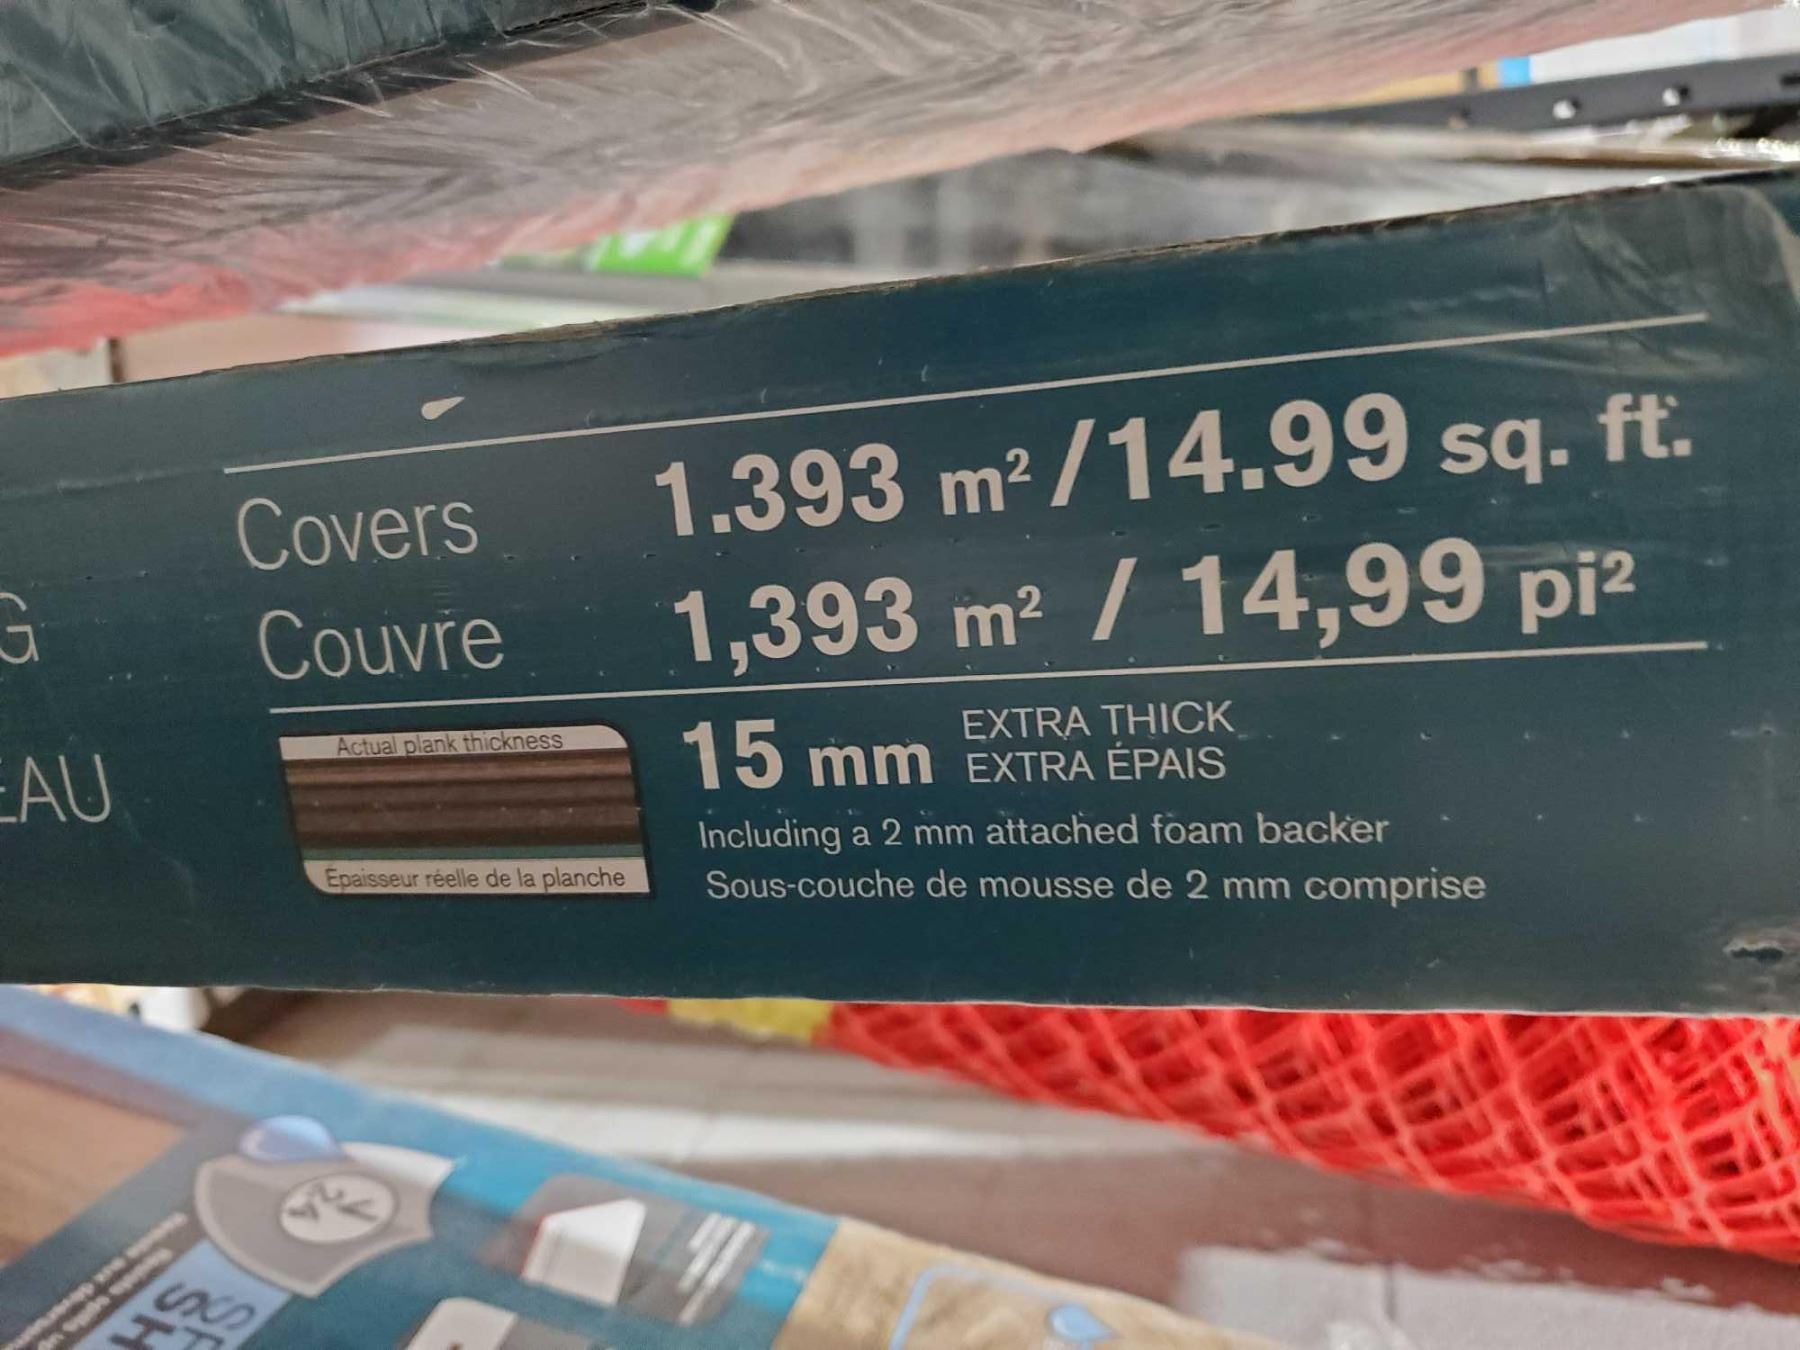 Covers 1.393 m²/14.99 sq. ft.
G
Couvre 1,393 m² / 14,99 pi²
EAU
Actual plank thickness
Épaisseur réelle de la planche
15 mm EXTRA THICK
EXTRA ÉPAIS
Including a 2 mm attached foam backer
Sous-couche de mousse de 2 mm comprise
24